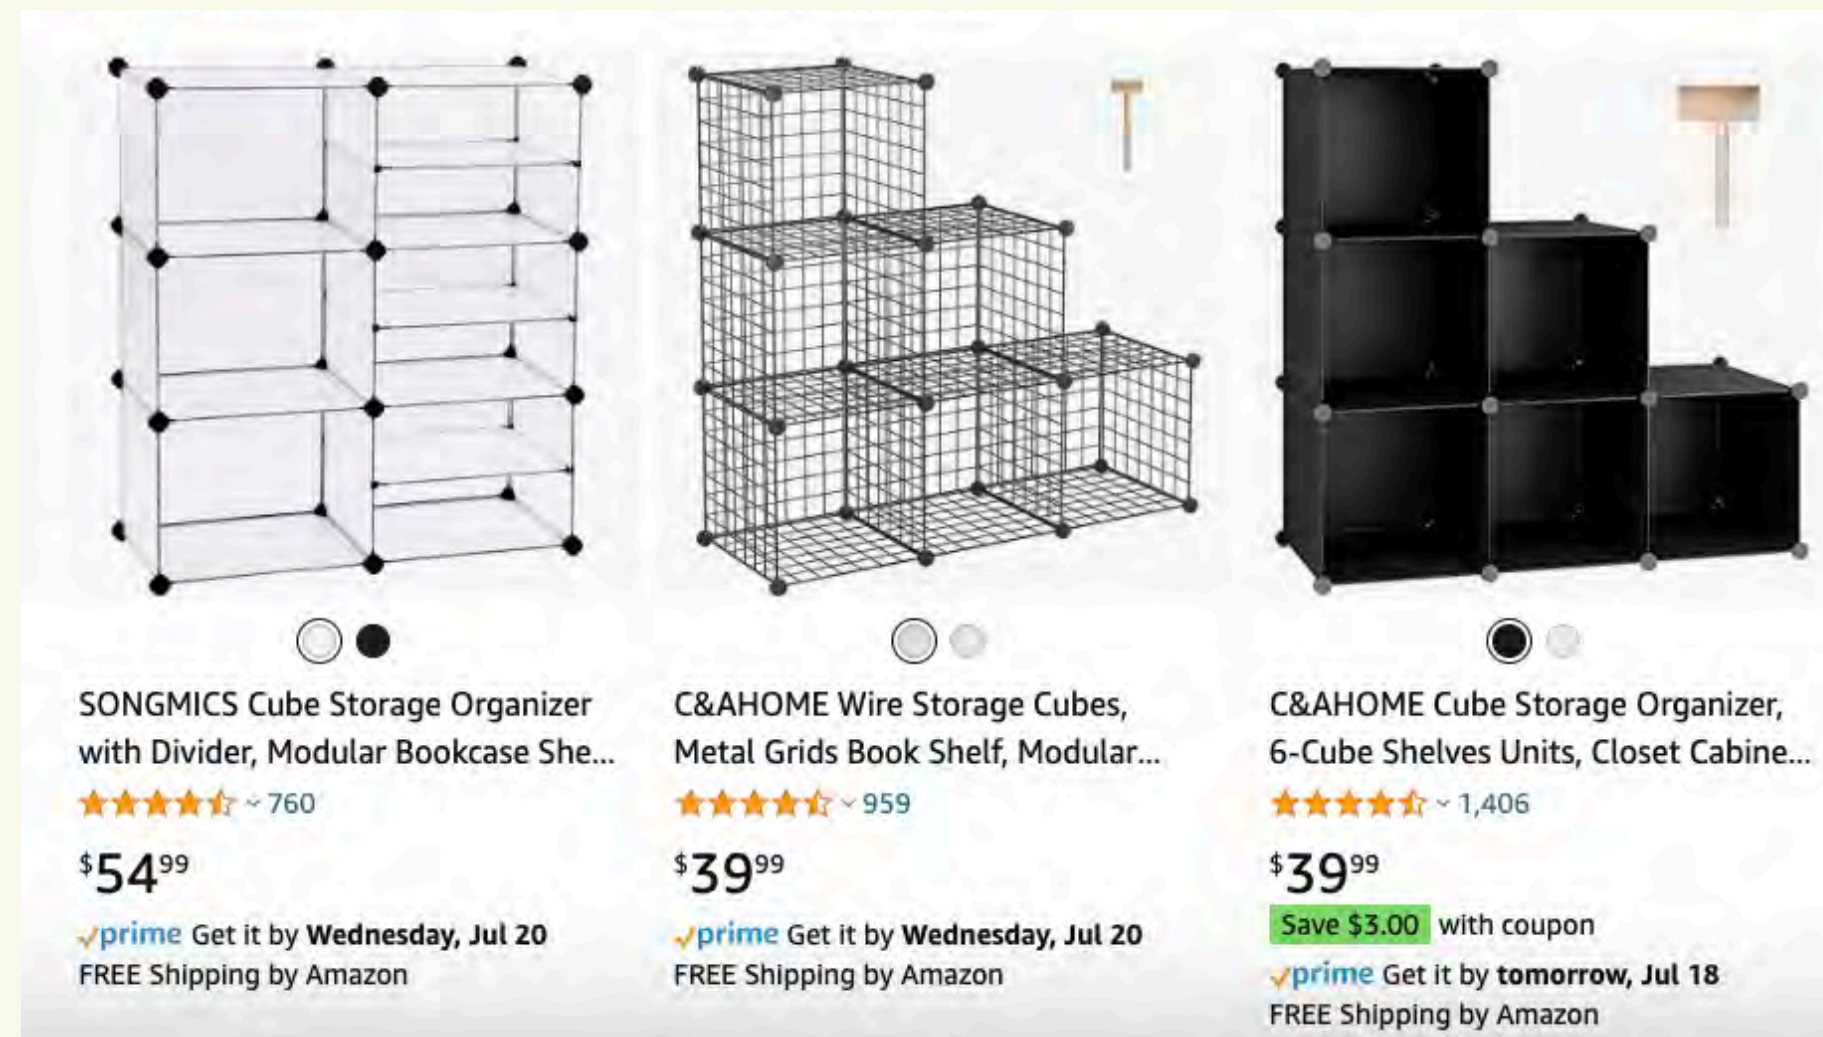 SONGMICS Cube Storage Organizer
with Divider, Modular Bookcase She...
760
$54.99
prime Get it by Wednesday, Jul 20
FREE Shipping by Amazon
C&AHOME Wire Storage Cubes,
Metal Grids Book Shelf, Modular...
959
$39.99
prime Get it by Wednesday, Jul 20
FREE Shipping by Amazon
C&AHOME Cube Storage Organizer,
6-Cube Shelves Units, Closet Cabine...
1,406
$39.99
Save $3.00 with coupon
prime Get it by tomorrow, Jul 18
FREE Shipping by Amazon